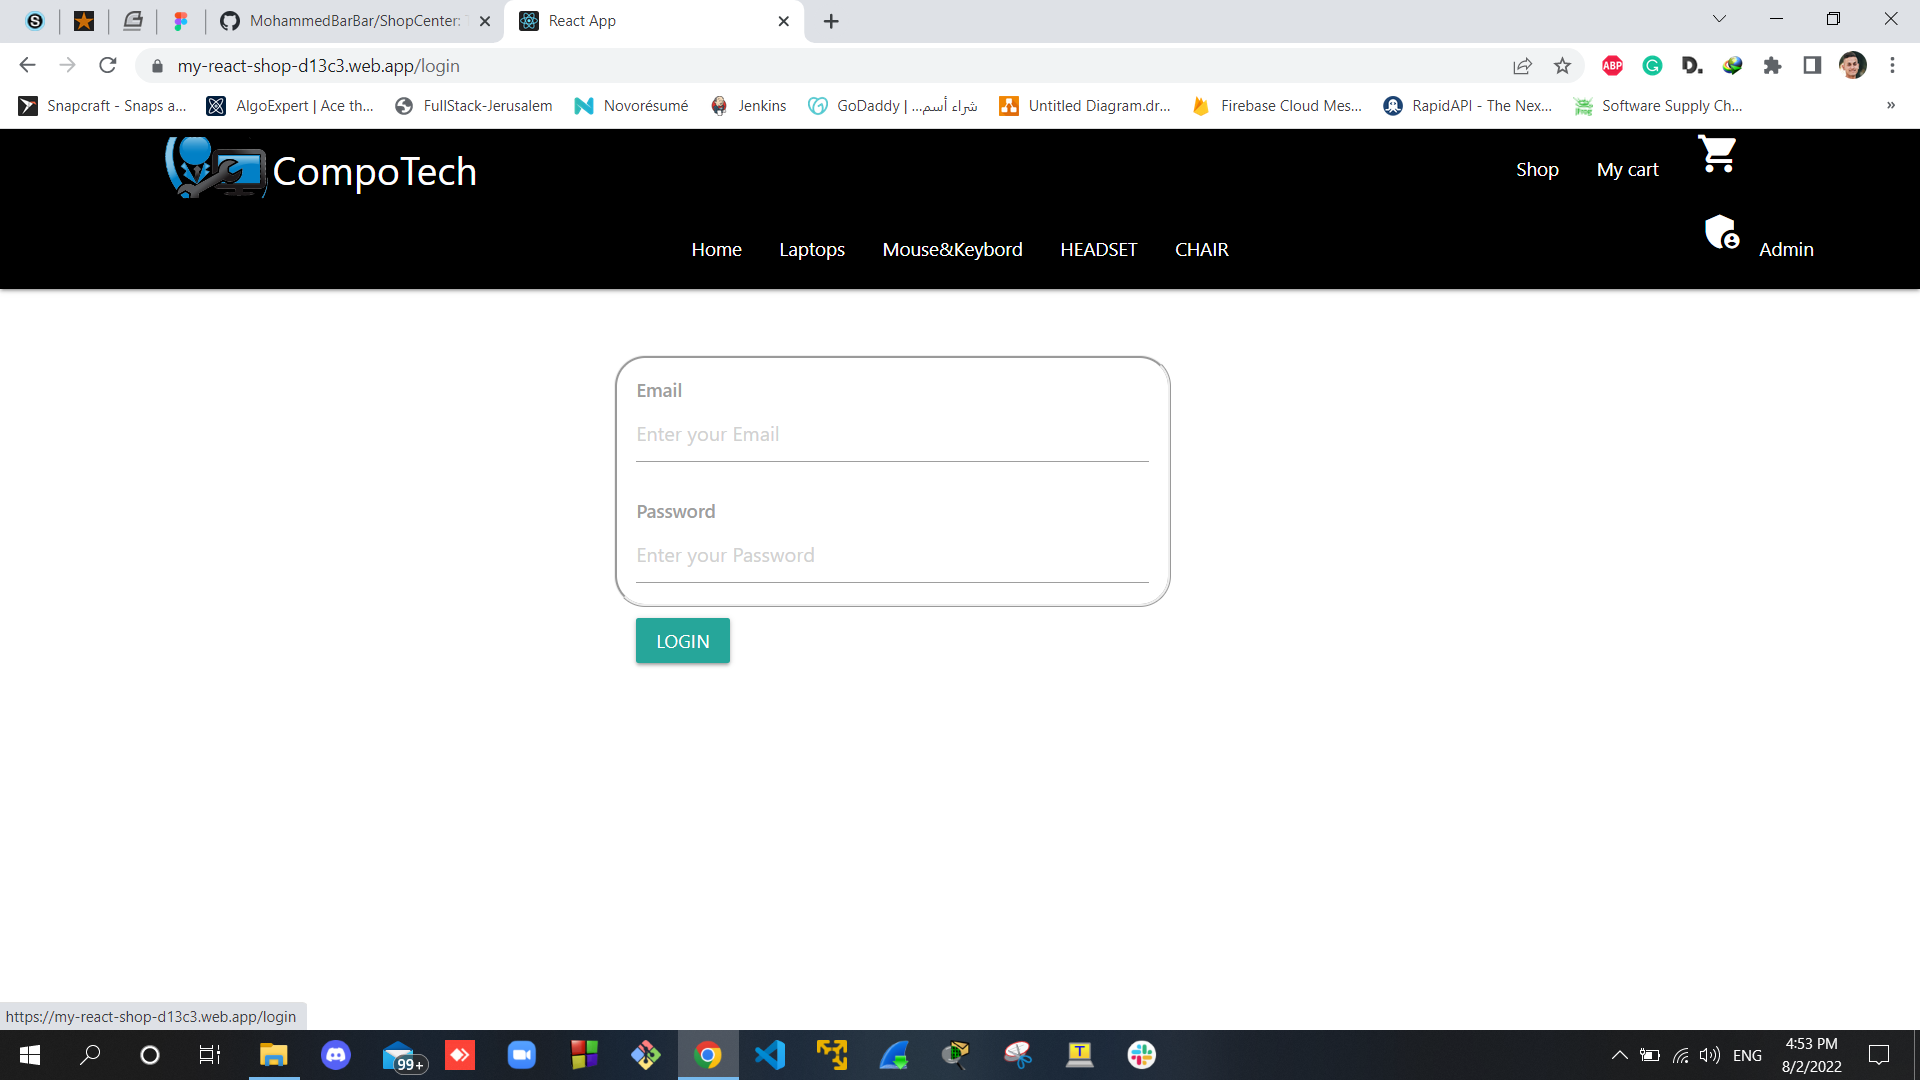 MohammedBarBar/ShopCenter:
React App
my-react-shop-d13c3.web.app/login
ABP
D.
Snapcraft - Snaps a...
AlgoExpert | Ace th...
FullStack-Jerusalem
Novorésumé
Jenkins
GoDaddy | ...شراء أسم
Untitled Diagram.dr...
Firebase Cloud Mes...
RapidAPI - The Nex...
Software Supply Ch...
»
CompoTech
Shop
My cart
Home
Laptops
Mouse&Keybord
HEADSET
CHAIR
Admin
Email
Enter your Email
Password
Enter your Password
LOGIN
https://my-react-shop-d13c3.web.app/login
99+
T
ENG
4:53 PM
8/2/2022